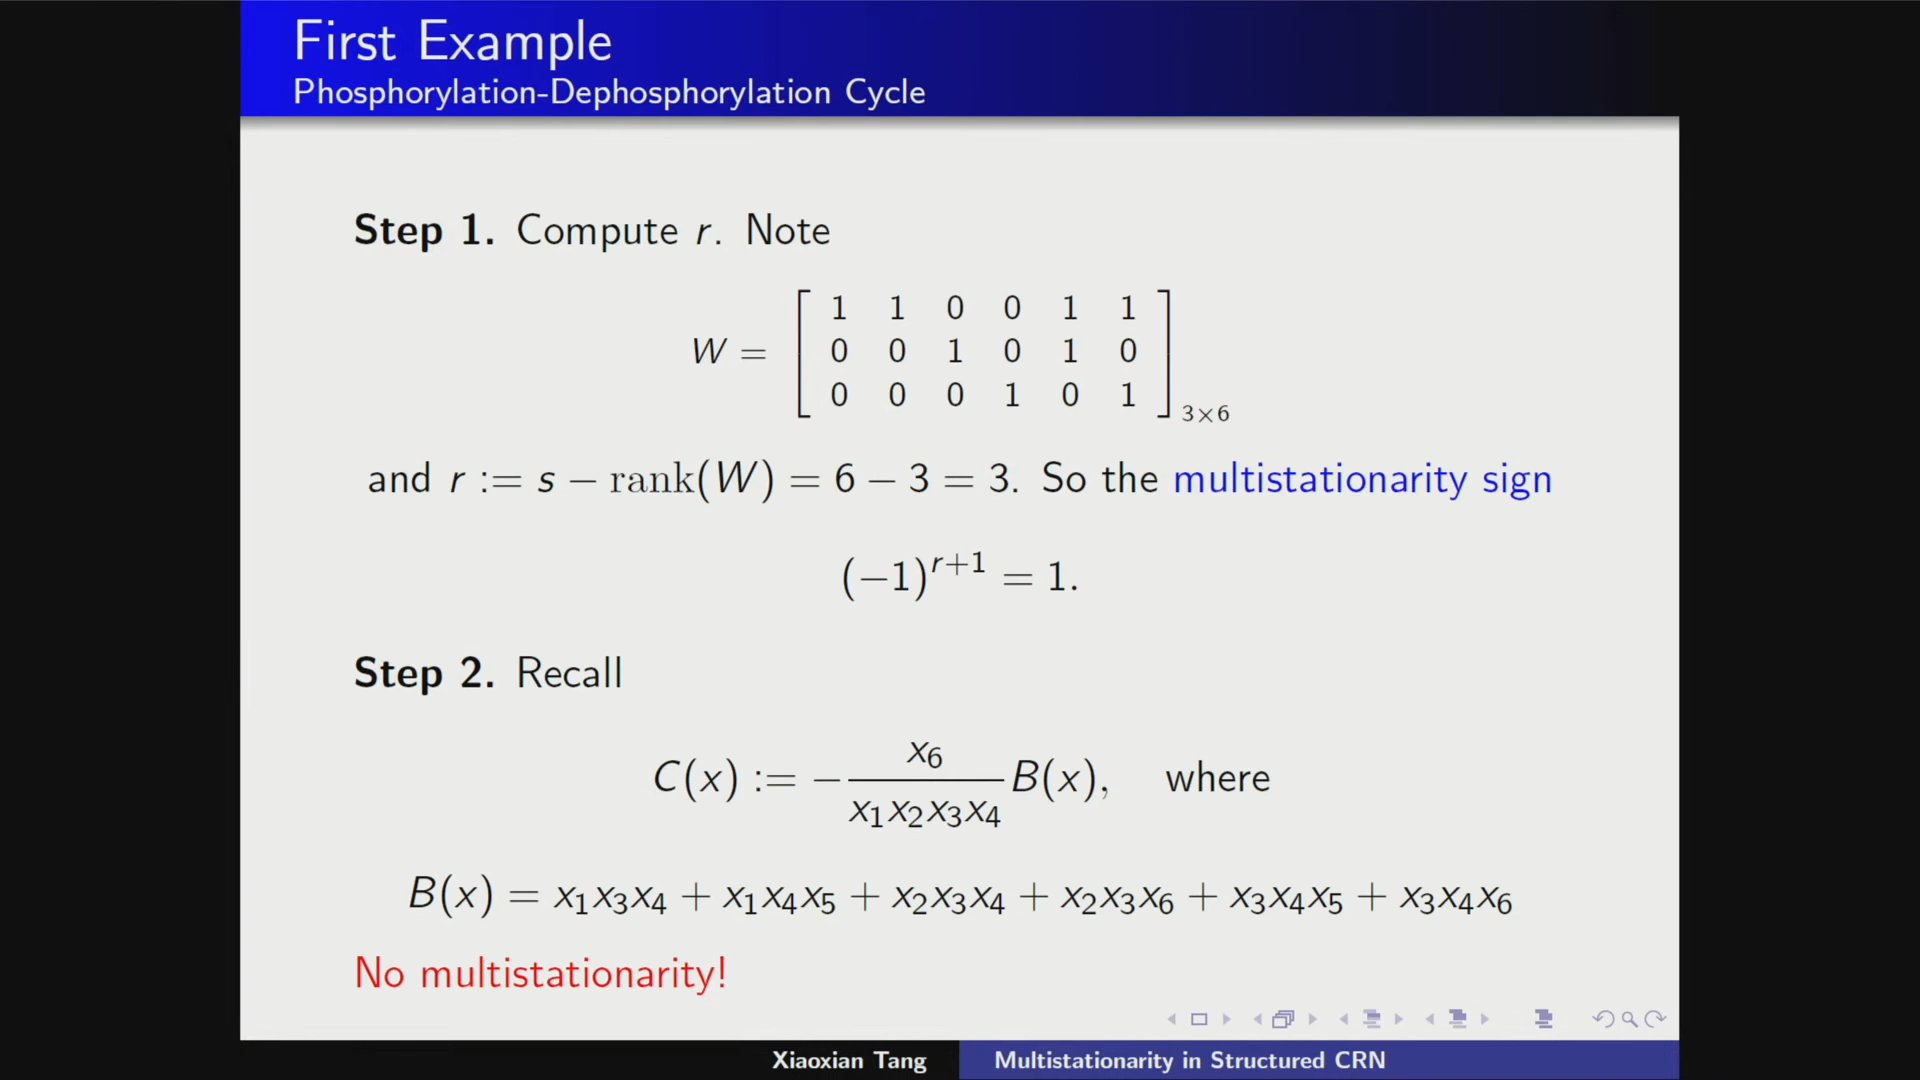 First Example
Phosphorylation-Dephosphorylation Cycle
Step 1. Compute r. Note
W = [ 1 1 0 0 1 1
0 0 1 0 1 0
0 0 0 1 0 1 ]3×6
and r := s − rank(W) = 6 − 3 = 3. So the multistationarity sign
(−1)^{r+1} = 1.
Step 2. Recall
C(x) := − x₆/(x₁x₂x₃x₄) B(x), where
B(x) = x₁x₃x₄ + x₁x₄x₅ + x₂x₃x₄ + x₂x₃x₆ + x₃x₄x₅ + x₃x₄x₆
No multistationarity!
Xiaoxian Tang
Multistationarity in Structured CRN